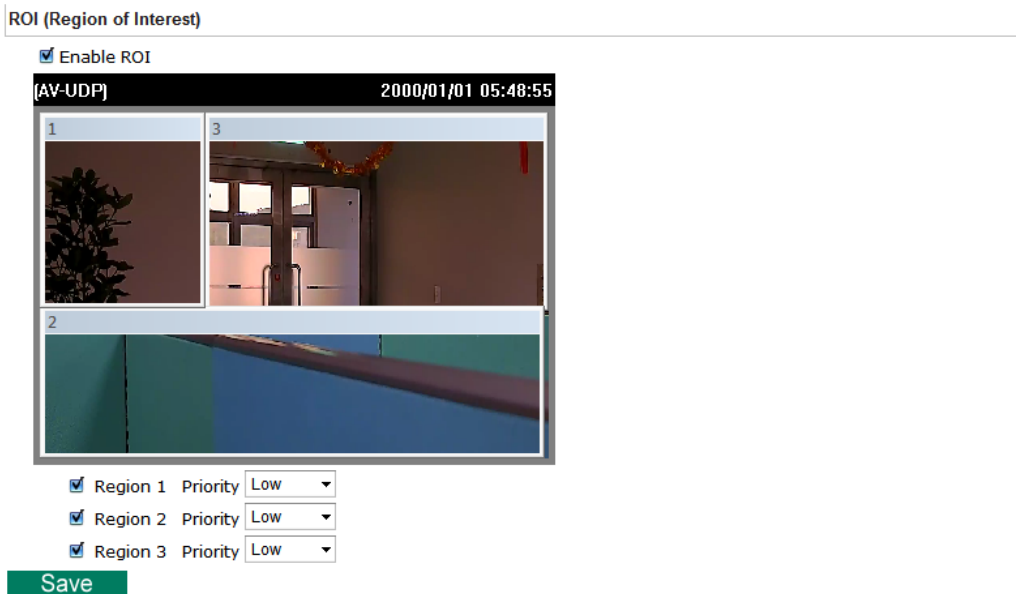 ROI (Region of Interest)
Enable ROI
(AV-UDP) 2000/01/01 05:48:55
1 3
2
Region 1 Priority Low
Region 2 Priority Low
Region 3 Priority Low
Save